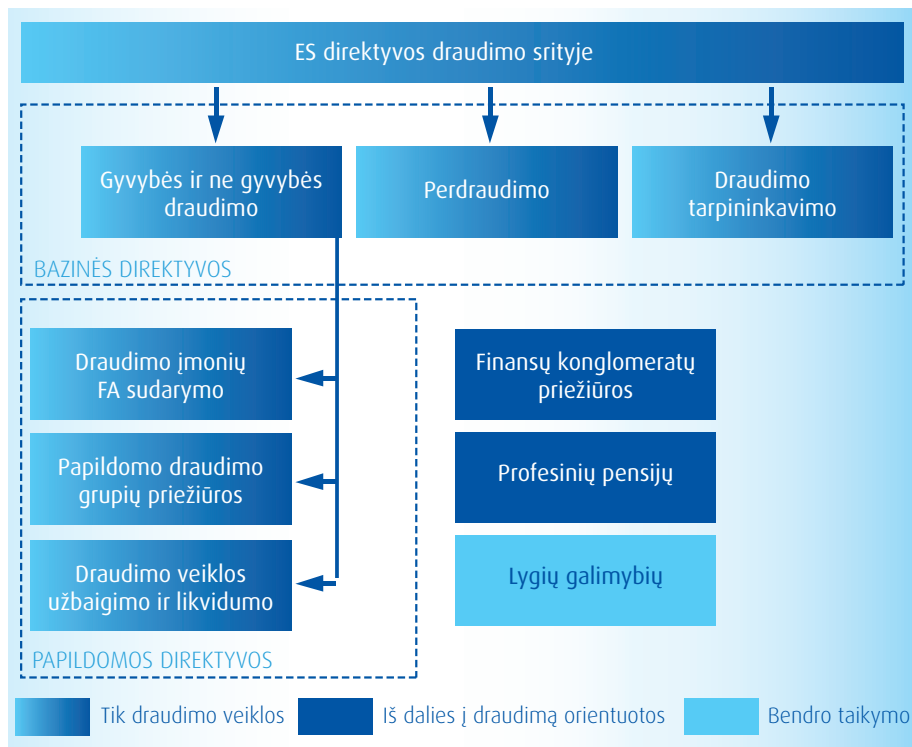 ES direktyvos draudimo srityje
Gyvybės ir ne gyvybės
draudimo
Perdraudimo
Draudimo
tarpininkavimo
BAZINĖS DIREKTYVOS
Draudimo įmonių
FA sudarymo
Papildomo draudimo
grupių priežiūros
Draudimo veiklos
užbaigimo ir likvidumo
PAPILDOMOS DIREKTYVOS
Finansų konglomeratų
priežiūros
Profesinių pensijų
Lygių galimybių
Tik draudimo veiklos
Iš dalies į draudimą orientuotos
Bendro taikymo